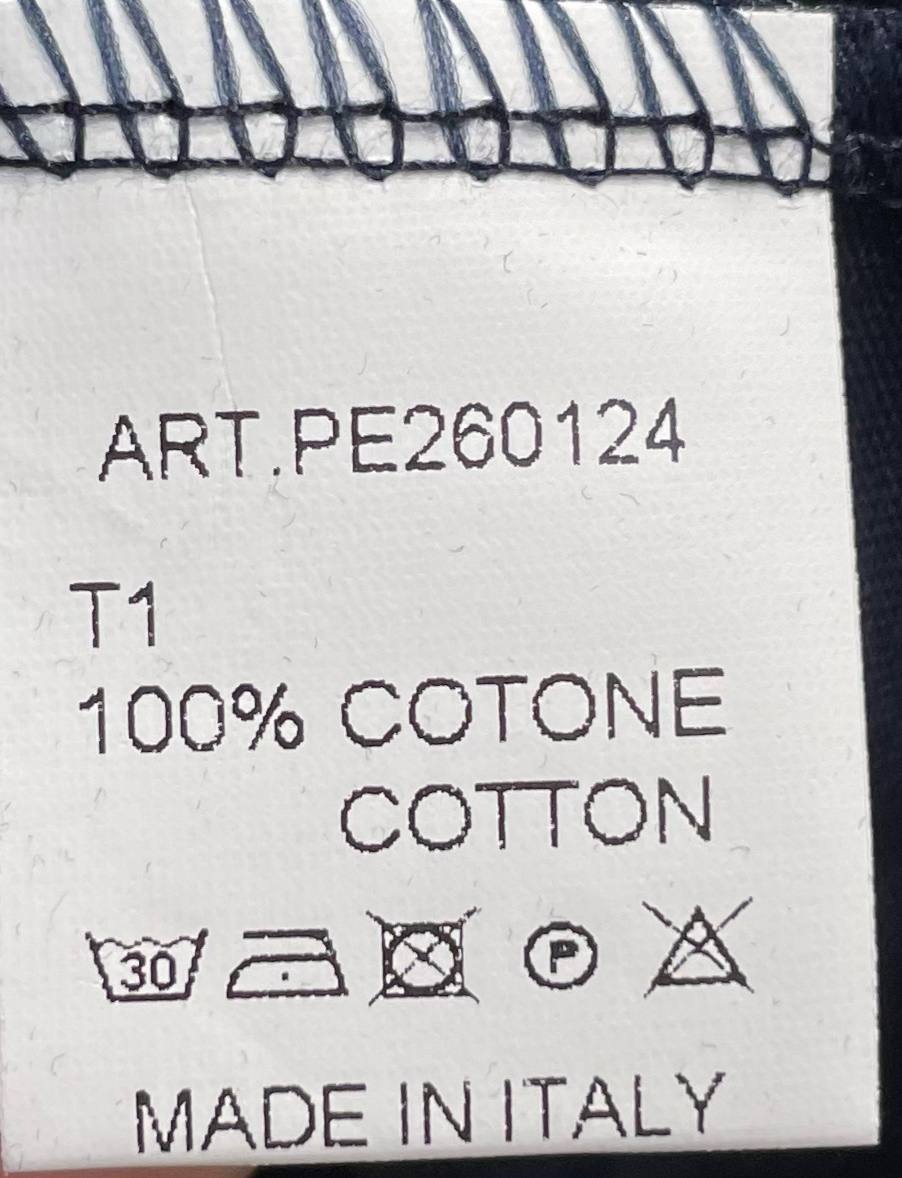 ART.PE260124
T1
100% COTONE
COTTON
30 P
MADE IN ITALY